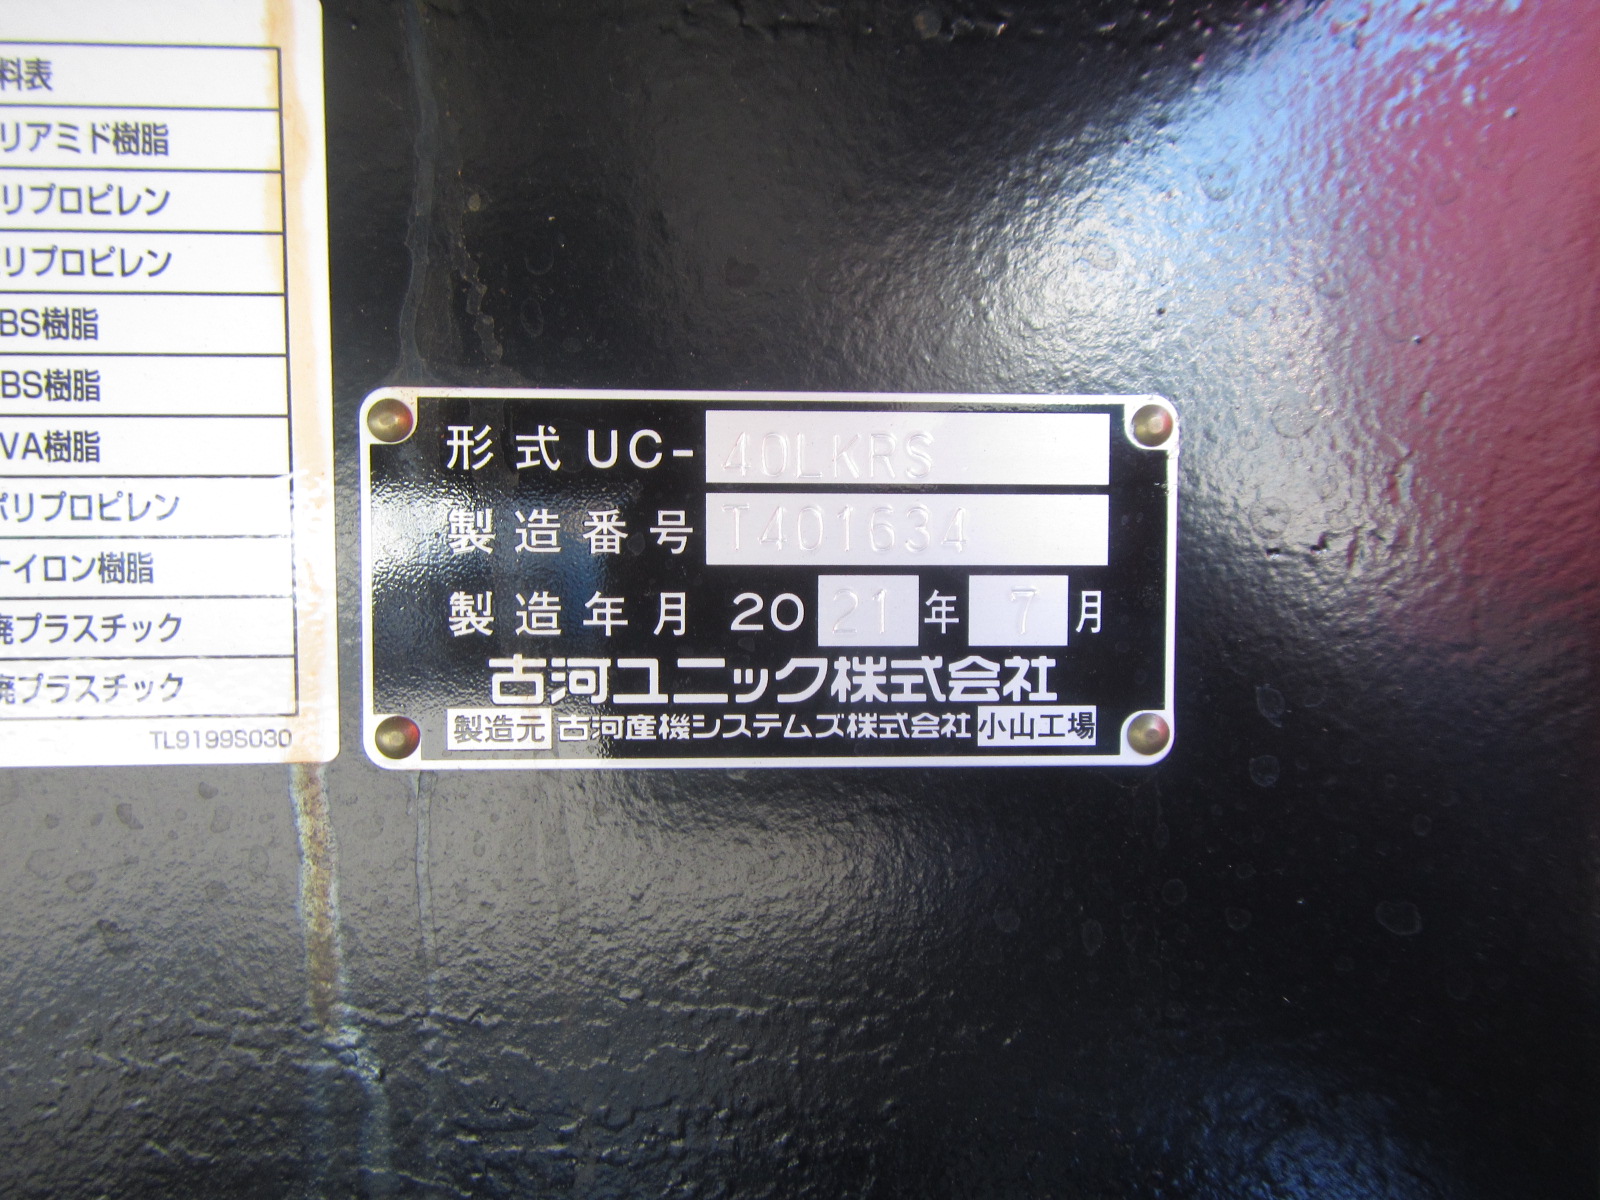 料表
リアミド樹脂
リプロピレン
リプロピレン
BS樹脂
BS樹脂
VA樹脂
ポリプロピレン
ナイロン樹脂
廃プラスチック
廃プラスチック
TL9199S030
形式 UC-40LKRS
製造番号 T401634
製造年月 2021年7月
古河ユニック株式会社
製造元 古河産機システムズ株式会社 小山工場